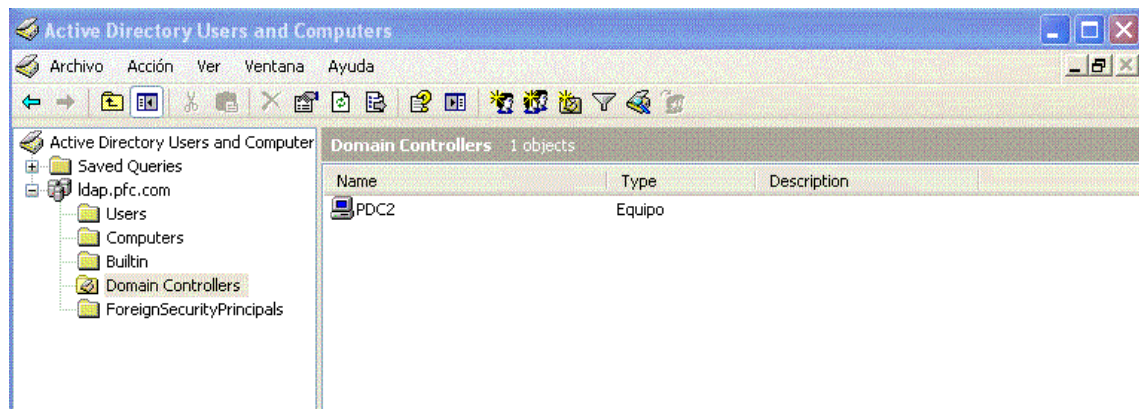 Active Directory Users and Computers
Archivo Acción Ver Ventana Ayuda
Active Directory Users and Computer
Saved Queries
ldap.pfc.com
Users
Computers
Builtin
Domain Controllers
ForeignSecurityPrincipals
Domain Controllers 1 objects
Name Type Description
PDC2 Equipo